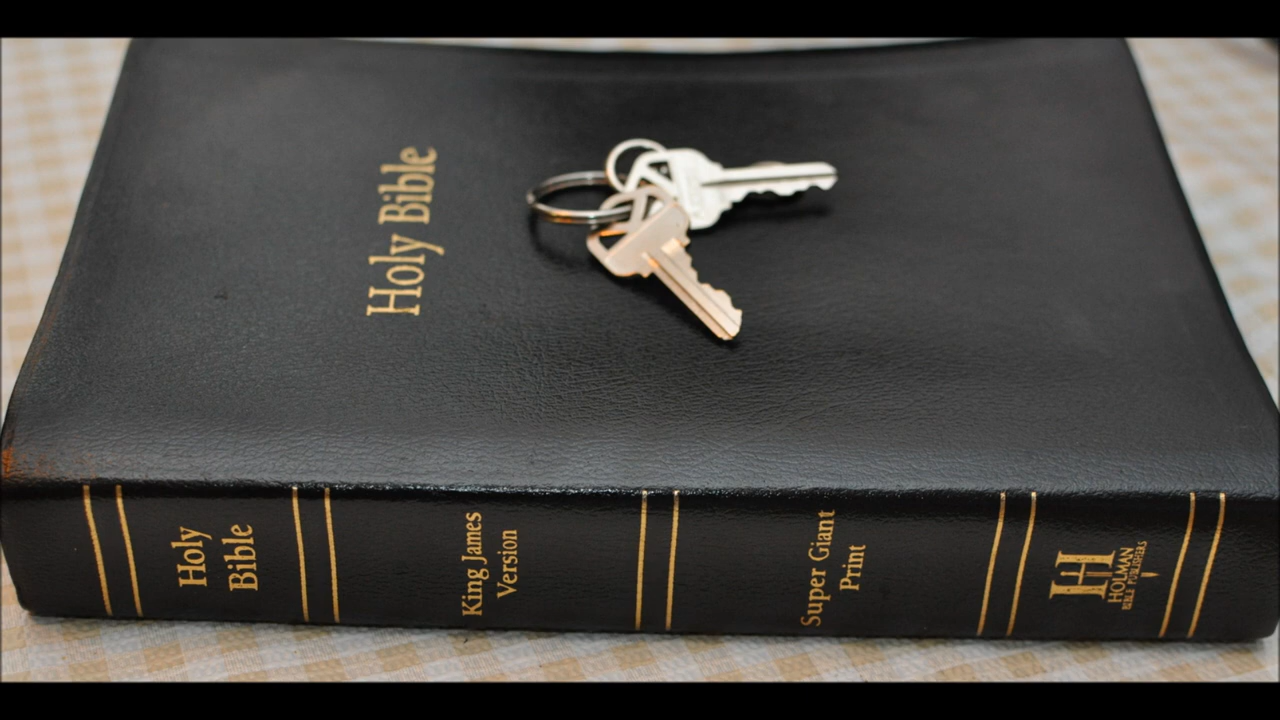 Holy Bible
Holy
Bible
King James
Version
Super Giant
Print
HOLMAN
BIBLE PUBLISHERS